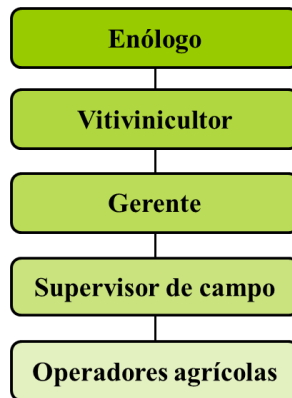 Enólogo
Vitivinicultor
Gerente
Supervisor de campo
Operadores agrícolas